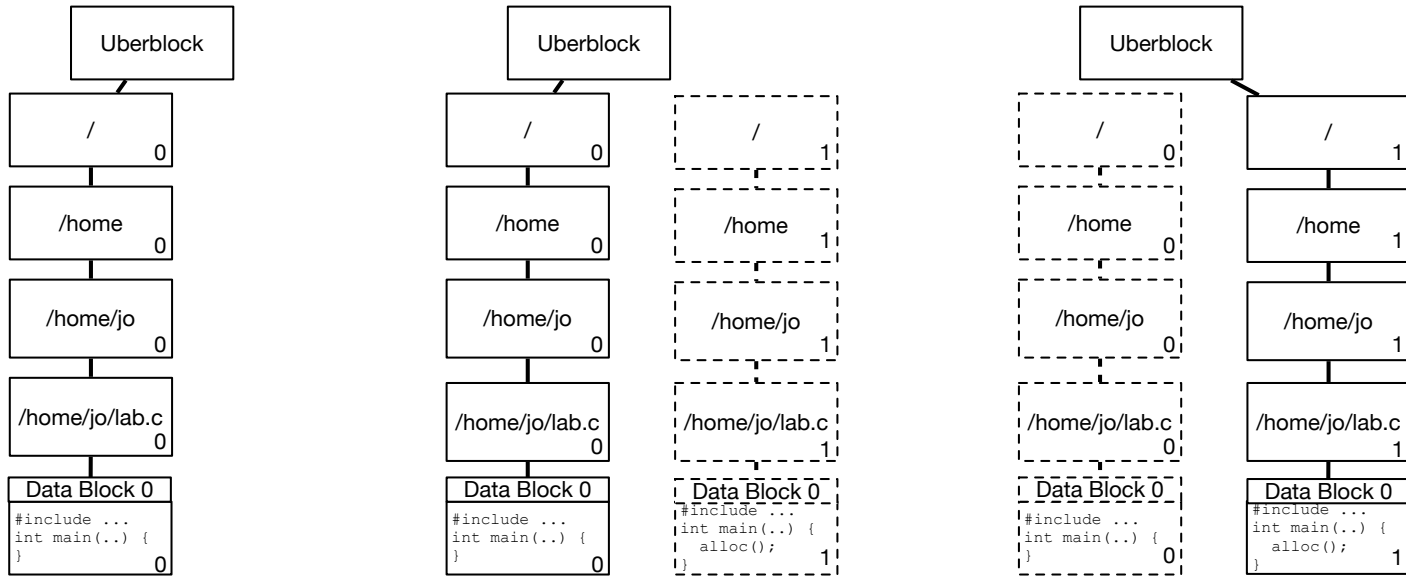 Uberblock
/
0
/home
0
/home/jo
0
/home/jo/lab.c
0
Data Block 0
#include ...
int main(..) {
}
0
Uberblock
/
0
/home
0
/home/jo
0
/home/jo/lab.c
0
Data Block 0
#include ...
int main(..) {
}
0
/
1
/home
1
/home/jo
1
/home/jo/lab.c
1
Data Block 0
#include ...
int main(..) {
alloc();
}
1
Uberblock
/
0
/home
0
/home/jo
0
/home/jo/lab.c
0
Data Block 0
#include ...
int main(..) {
}
0
/
1
/home
1
/home/jo
1
/home/jo/lab.c
1
Data Block 0
#include ...
int main(..) {
alloc();
}
1